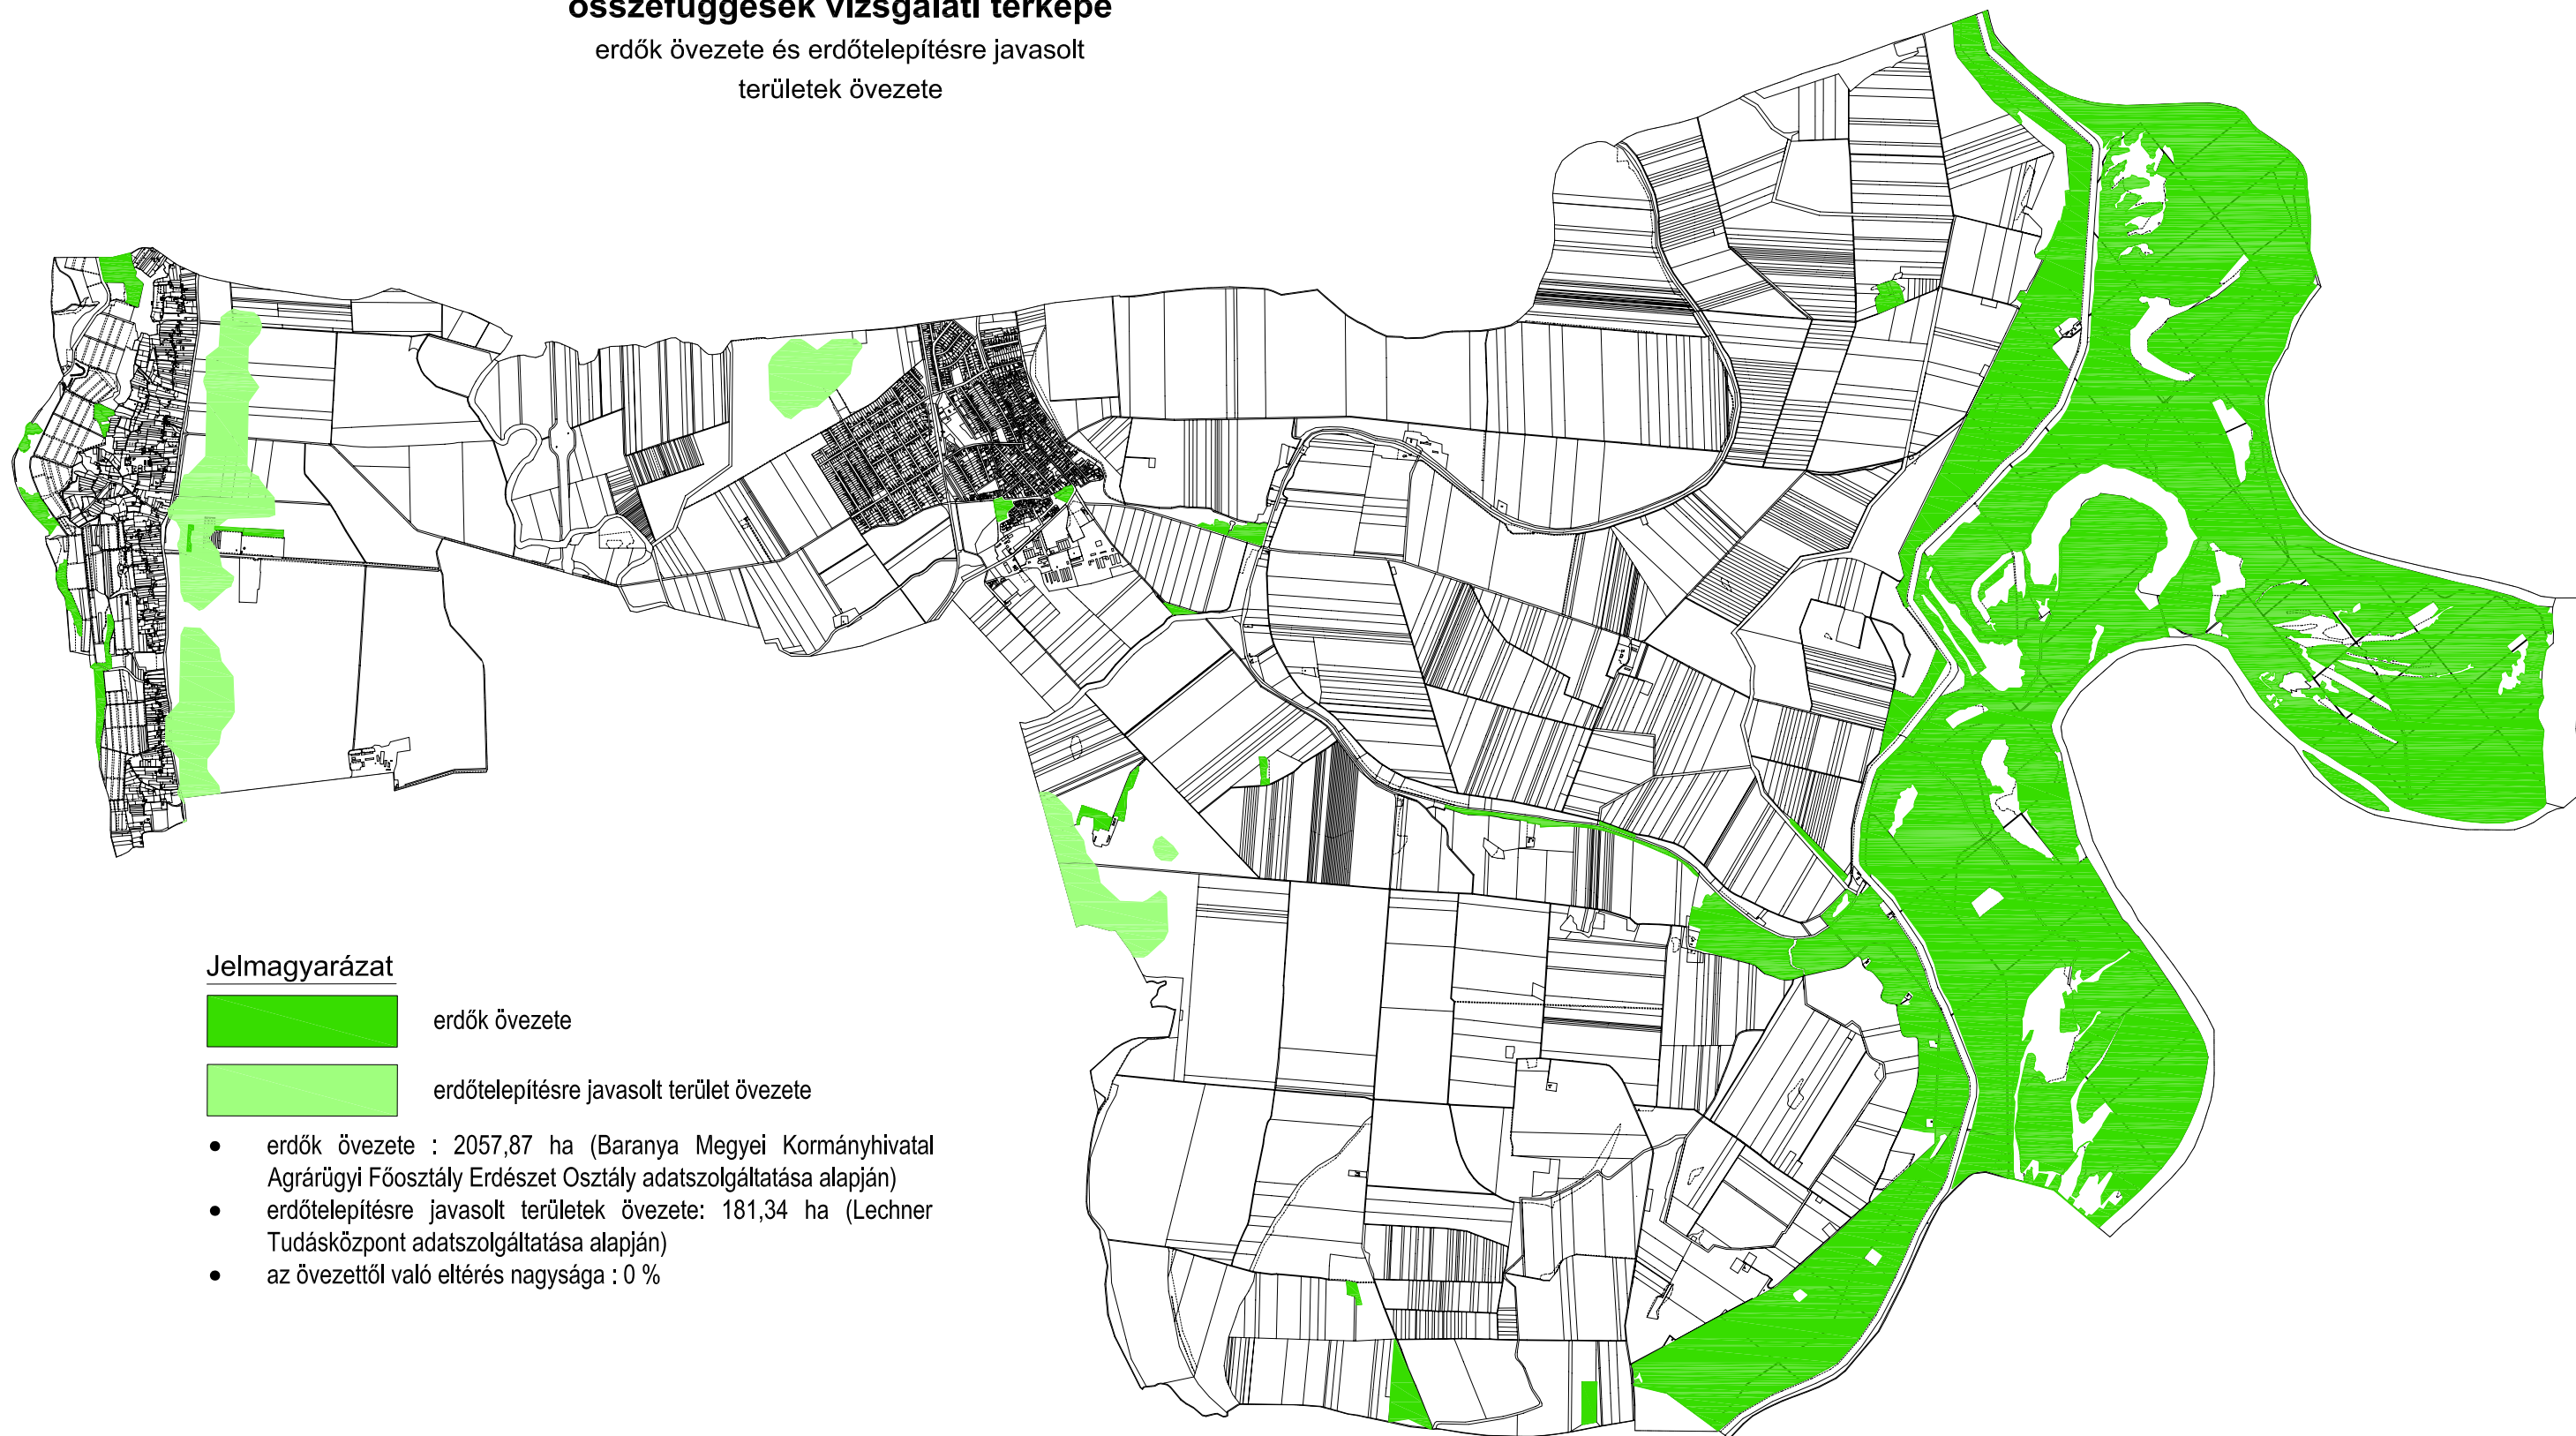 összefüggések vizsgálati térképe
erdők övezete és erdőtelepítésre javasolt
területek övezete
Jelmagyarázat
erdők övezete
erdőtelepítésre javasolt terület övezete
• erdők övezete : 2057,87 ha (Baranya Megyei Kormányhivatal
Agrárügyi Főosztály Erdészet Osztály adatszolgáltatása alapján)
• erdőtelepítésre javasolt területek övezete: 181,34 ha (Lechner
Tudásközpont adatszolgáltatása alapján)
• az övezettől való eltérés nagysága : 0 %